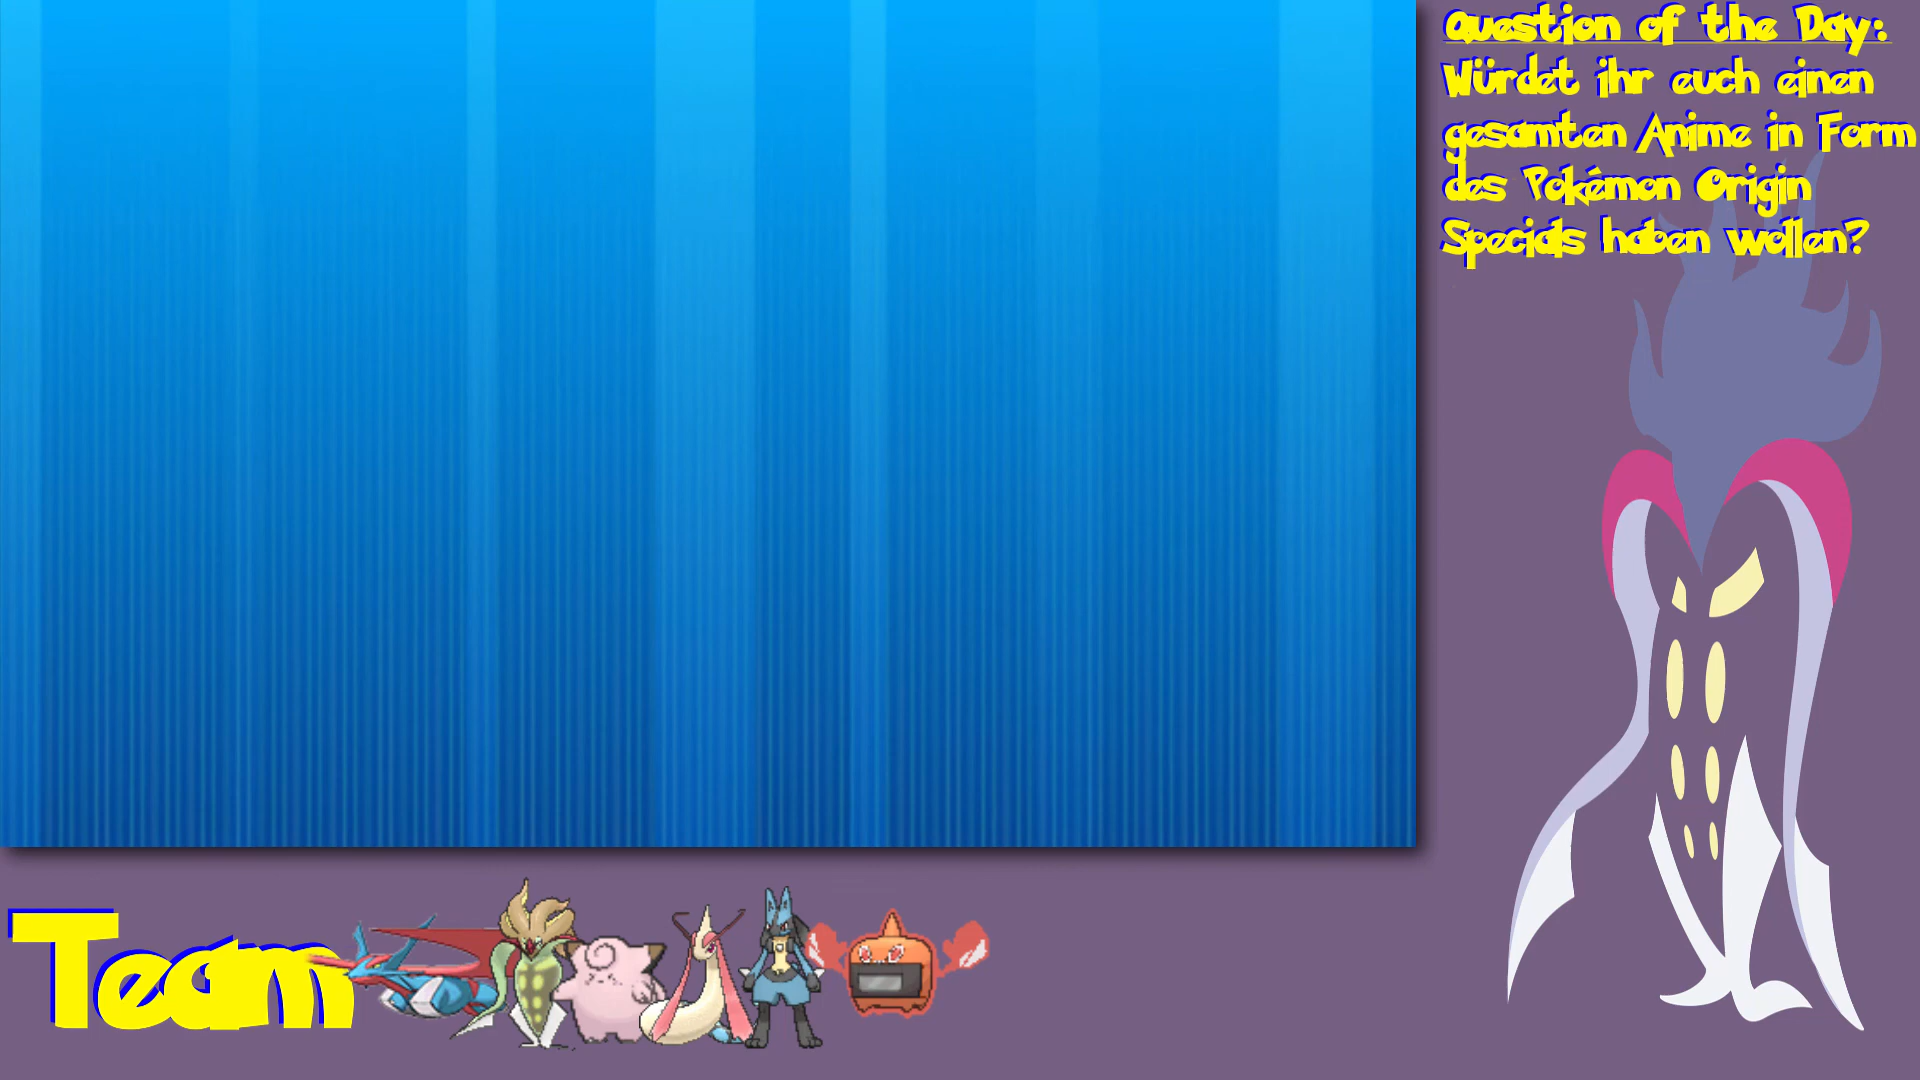 Question of the Day:
Würdet ihr euch einen
gesamten Anime in Form
des Pokémon Origin
Specials haben wollen?
Team